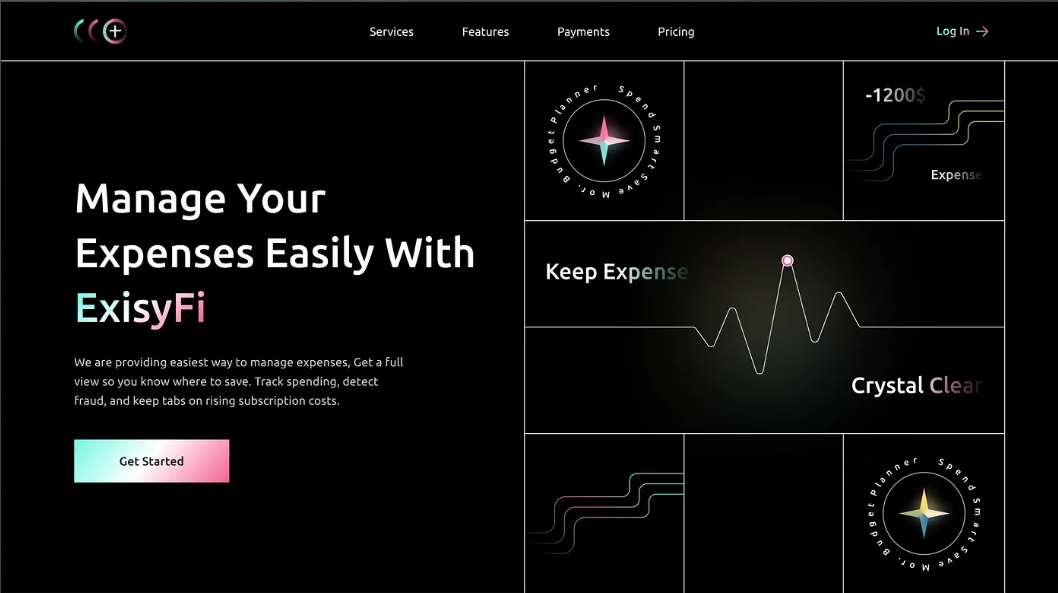 Services Features Payments Pricing Log In
Manage Your
Expenses Easily With
ExisyFi
We are providing easiest way to manage expenses, Get a full
view so you know where to save. Track spending, detect
fraud, and keep tabs on rising subscription costs.
Get Started
Budget Planner Spend Smart Save Mor.
-1200$
Expense
Keep Expense
Crystal Clear
Budget Planner Spend Smart Save Mor.